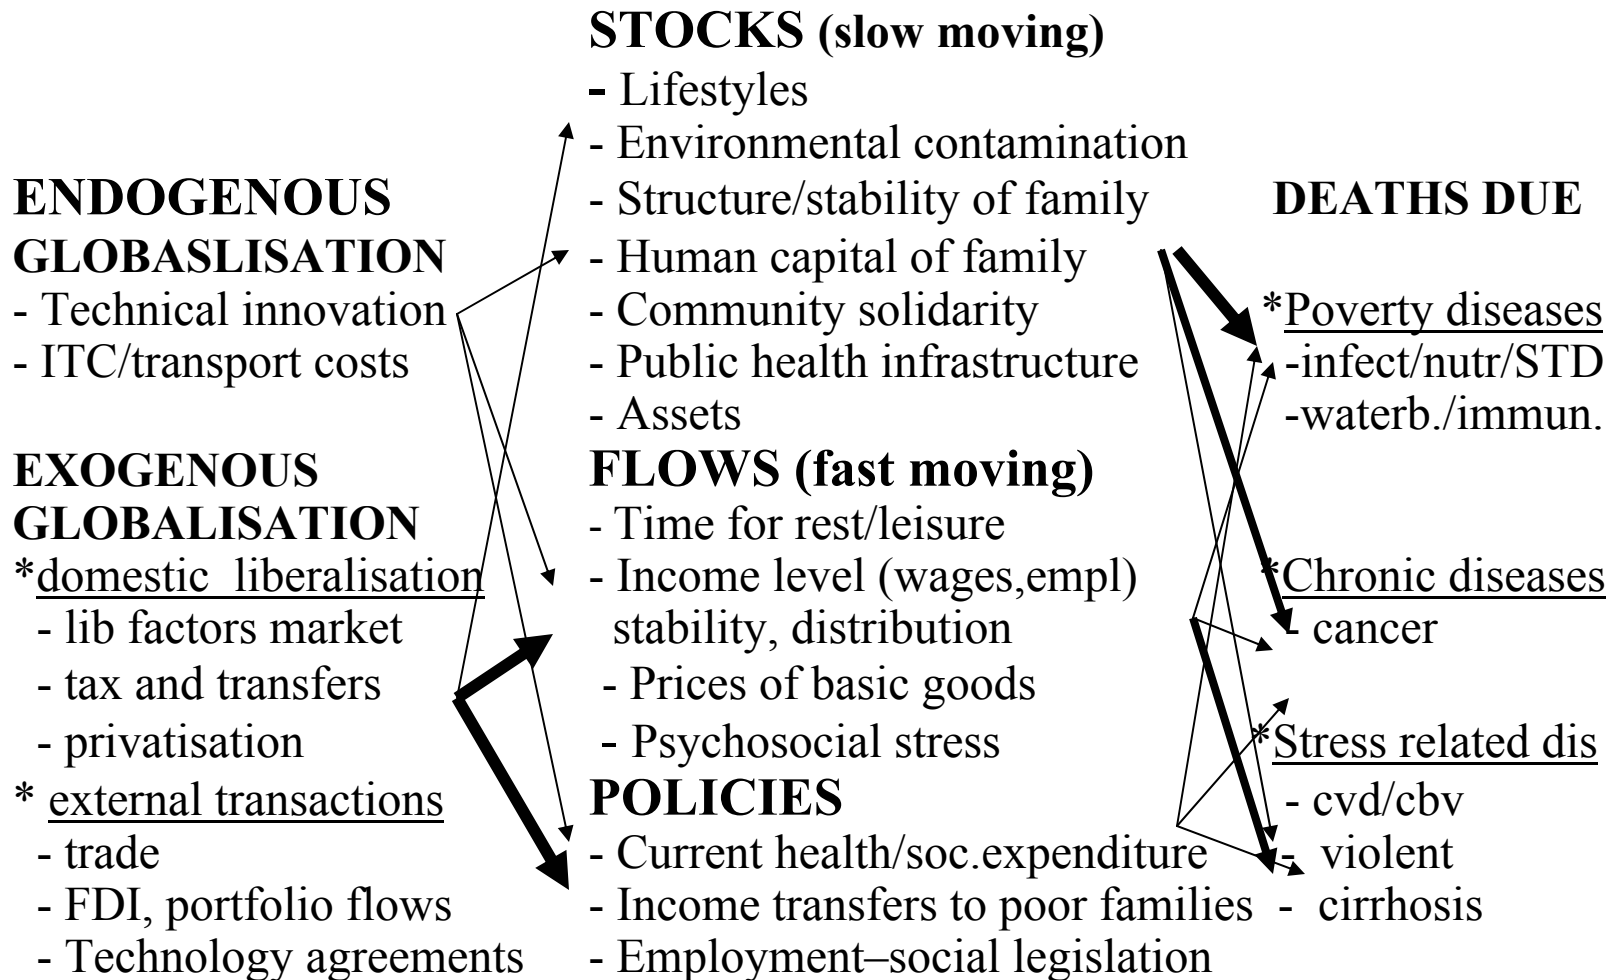 STOCKS (slow moving)
- Lifestyles
- Environmental contamination
- Structure/stability of family
- Human capital of family
- Community solidarity
- Public health infrastructure
- Assets
ENDOGENOUS
GLOBASLISATION
- Technical innovation
- ITC/transport costs
EXOGENOUS
GLOBALISATION
*domestic liberalisation
- lib factors market
- tax and transfers
- privatisation
* external transactions
- trade
- FDI, portfolio flows
- Technology agreements
FLOWS (fast moving)
- Time for rest/leisure
- Income level (wages,empl)
stability, distribution
- Prices of basic goods
- Psychosocial stress
POLICIES
- Current health/soc.expenditure
- Income transfers to poor families
- Employment–social legislation
DEATHS DUE
*Poverty diseases
-infect/nutr/STD
-waterb./immun.
*Chronic diseases
- cancer
*Stress related dis
- cvd/cbv
- violent
- cirrhosis